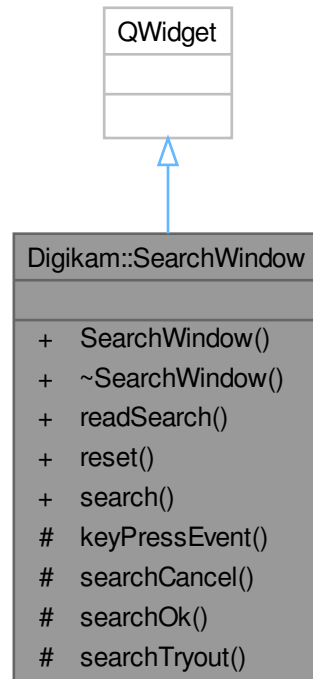 QWidget
Digikam::SearchWindow
+ SearchWindow()
+ ~SearchWindow()
+ readSearch()
+ reset()
+ search()
# keyPressEvent()
# searchCancel()
# searchOk()
# searchTryout()